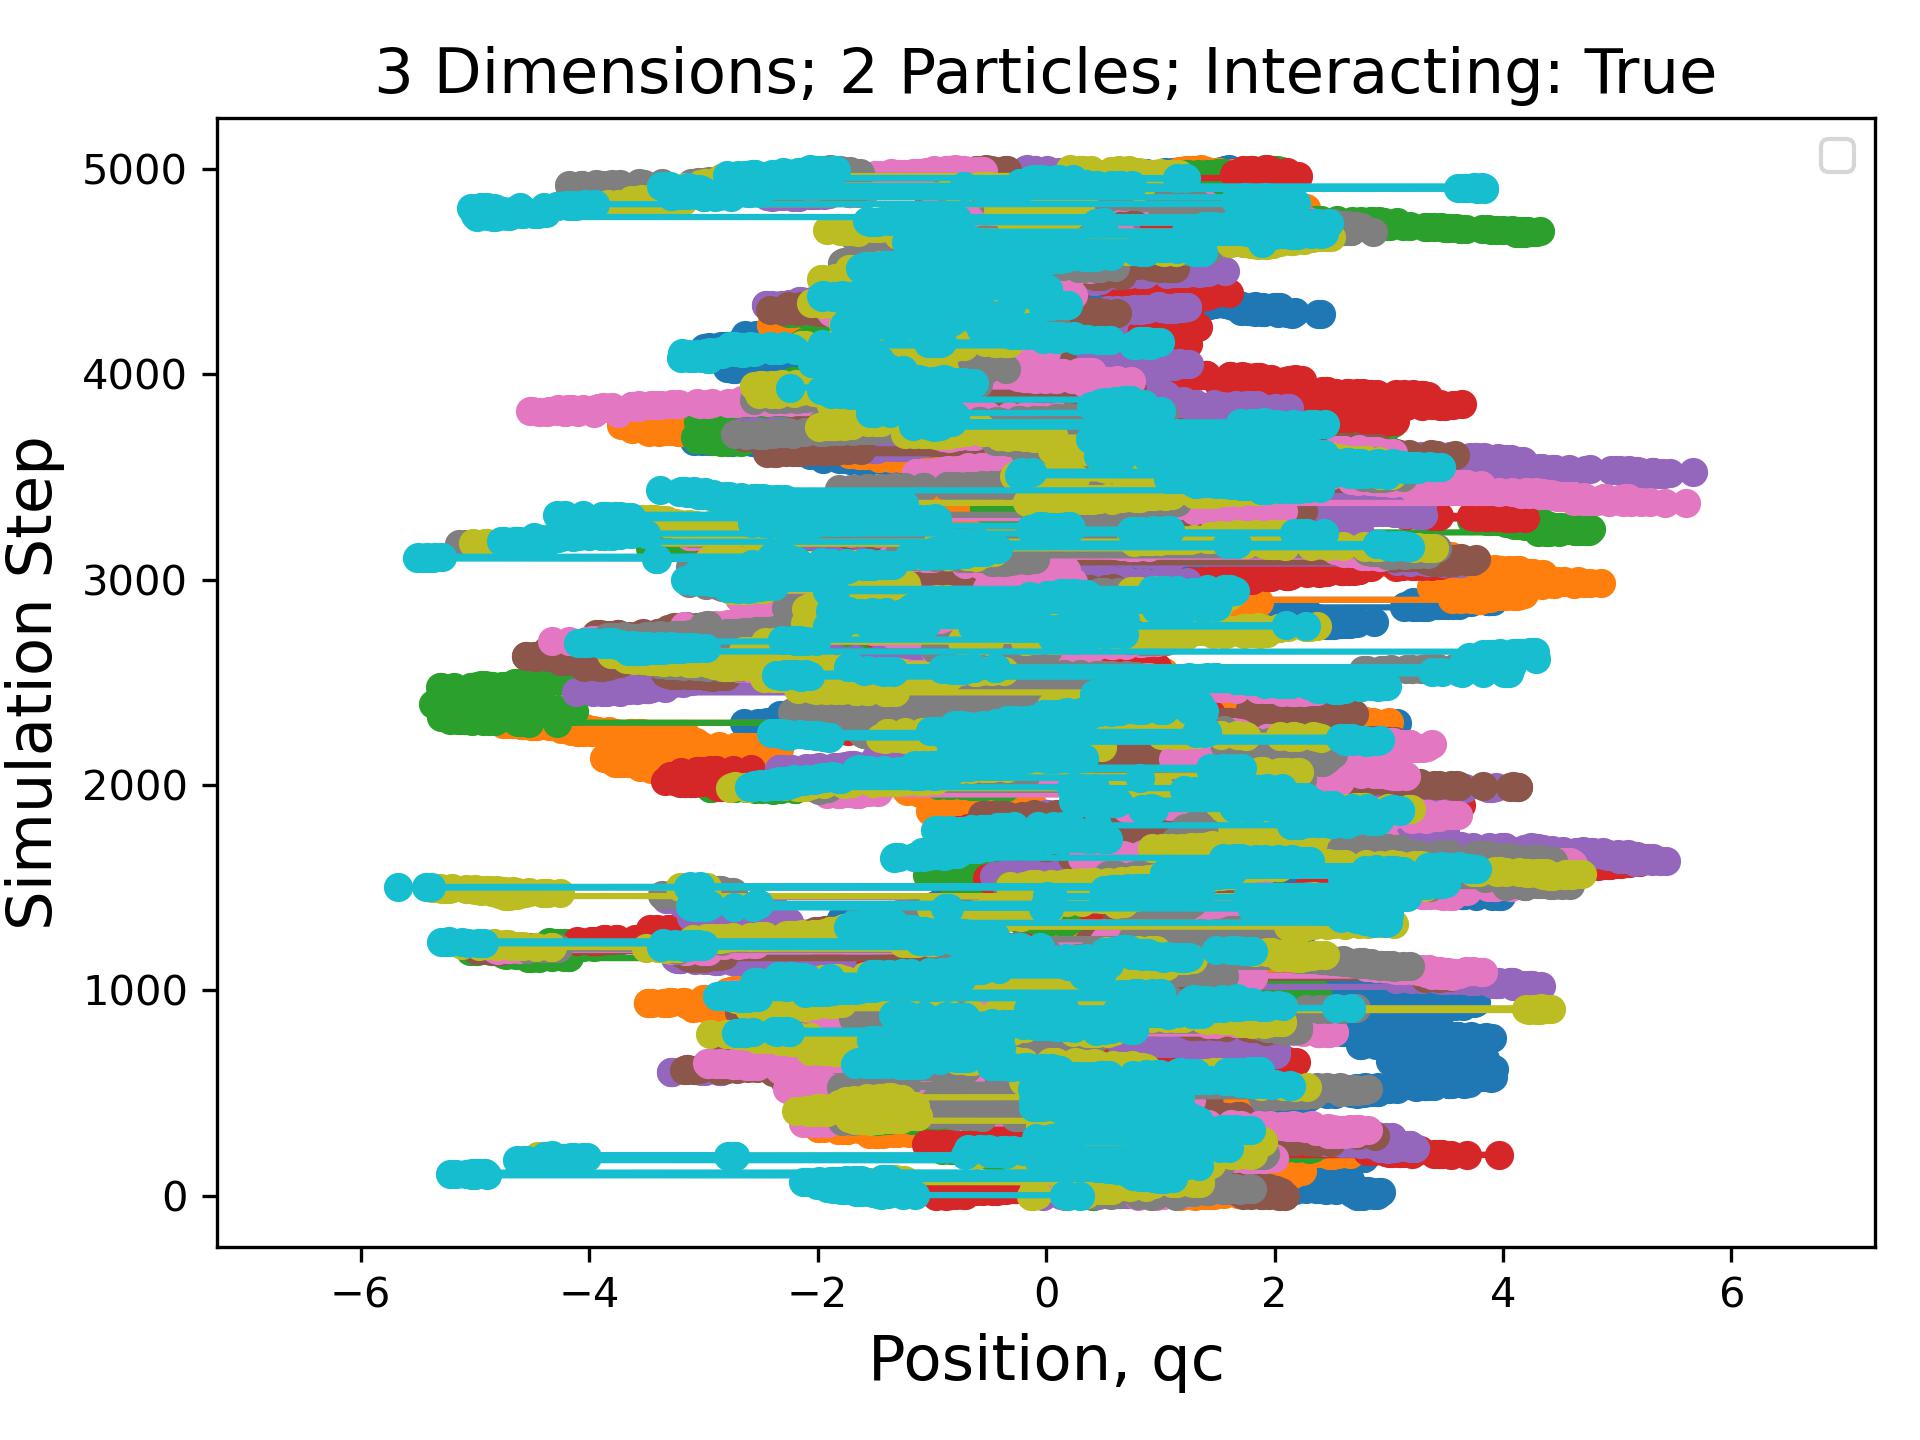 3 Dimensions; 2 Particles; Interacting: True
5000
4000
3000
2000
1000
0
Simulation Step
−6 −4 −2 0 2 4 6
Position, qc